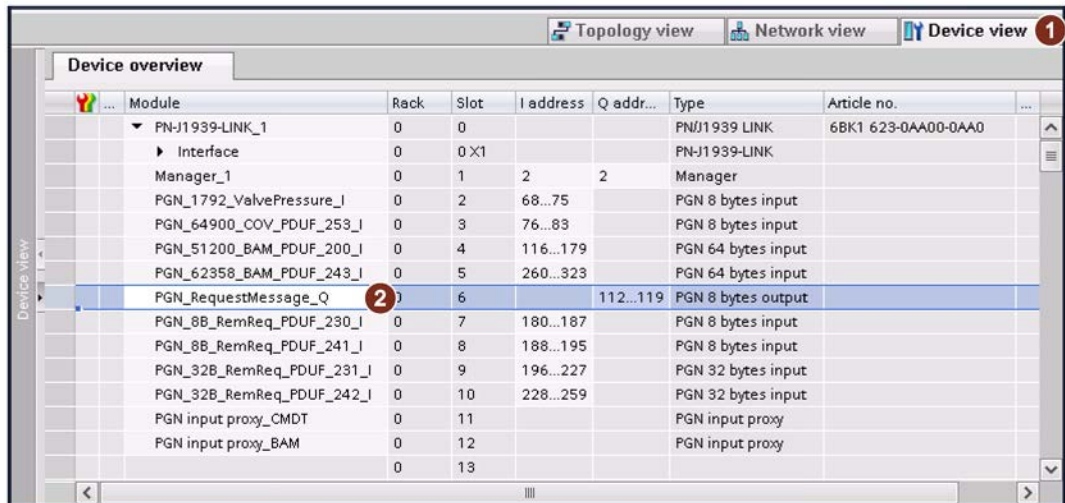 Topology view Network view Device view 1
Device overview
... Module Rack Slot I address Q addr... Type Article no. ...
PN-J1939-LINK_1 0 0 PN/J1939 LINK 6BK1 623-0AA00-0AA0
Interface 0 0 X1 PN-J1939-LINK
Manager_1 0 1 2 2 Manager
PGN_1792_ValvePressure_I 0 2 68...75 PGN 8 bytes input
PGN_64900_COV_PDUF_253_I 0 3 76...83 PGN 8 bytes input
PGN_51200_BAM_PDUF_200_I 0 4 116...179 PGN 64 bytes input
PGN_62358_BAM_PDUF_243_I 0 5 260...323 PGN 64 bytes input
PGN_RequestMessage_Q 2 6 112...119 PGN 8 bytes output
PGN_8B_RemReq_PDUF_230_I 0 7 180...187 PGN 8 bytes input
PGN_8B_RemReq_PDUF_241_I 0 8 188...195 PGN 8 bytes input
PGN_32B_RemReq_PDUF_231_I 0 9 196...227 PGN 32 bytes input
PGN_32B_RemReq_PDUF_242_I 0 10 228...259 PGN 32 bytes input
PGN input proxy_CMDT 0 11 PGN input proxy
PGN input proxy_BAM 0 12 PGN input proxy
0 13
Device view